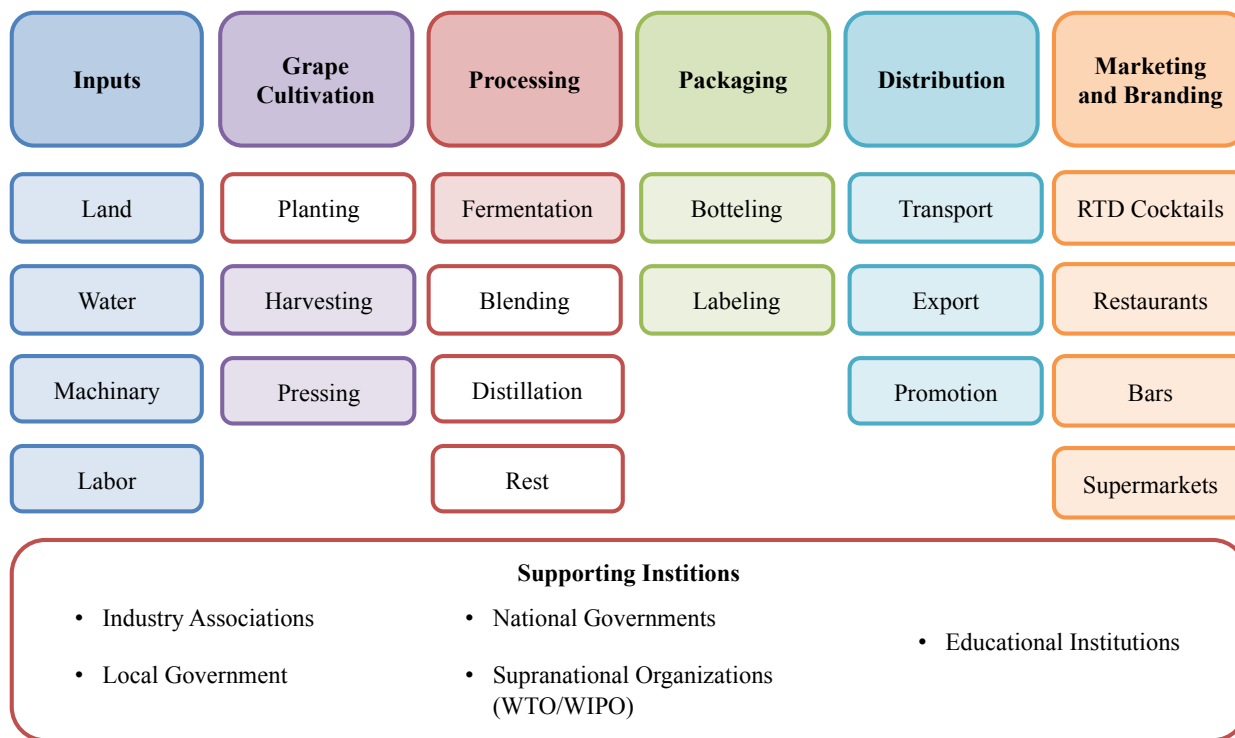 Inputs
Grape
Cultivation
Processing
Packaging
Distribution
Marketing
and Branding
Land
Planting
Fermentation
Botteling
Transport
RTD Cocktails
Water
Harvesting
Blending
Labeling
Export
Restaurants
Machinary
Pressing
Distillation
Promotion
Bars
Labor
Rest
Supermarkets
Supporting Institions
• Industry Associations
• Local Government
• National Governments
• Supranational Organizations
(WTO/WIPO)
• Educational Institutions